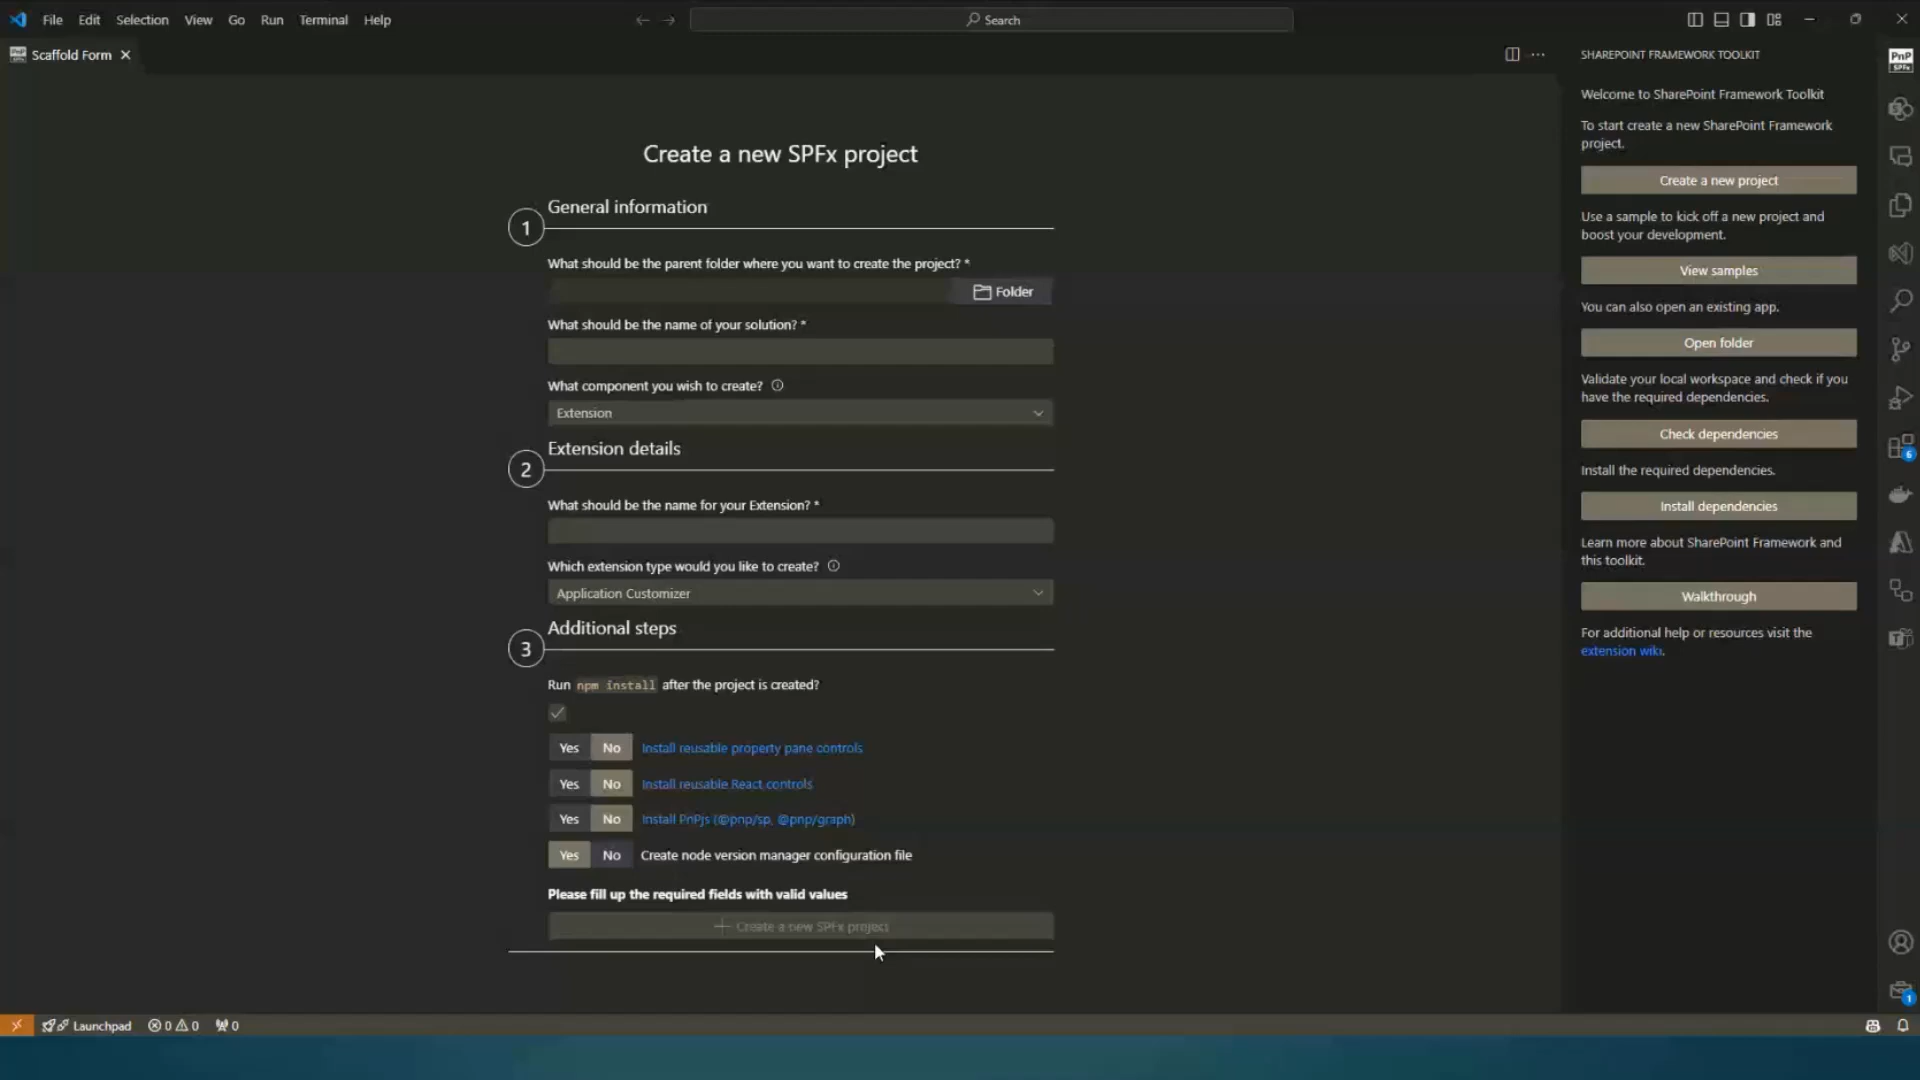 File Edit Selection View Go Run Terminal Help
Search
Scaffold Form
SHAREPOINT FRAMEWORK TOOLKIT
PnP
SPFx
Create a new SPFx project
1
General information
What should be the parent folder where you want to create the project? *
Folder
What should be the name of your solution? *
What component you wish to create?
Extension
2
Extension details
What should be the name for your Extension? *
Which extension type would you like to create?
Application Customizer
3
Additional steps
Run npm install after the project is created?
Yes No Install reusable property pane controls
Yes No Install reusable React controls
Yes No Install PnPjs (@pnp/sp, @pnp/graph)
Yes No Create node version manager configuration file
Please fill up the required fields with valid values
Create a new SPFx project
Welcome to SharePoint Framework Toolkit
To start create a new SharePoint Framework
project.
Create a new project
Use a sample to kick off a new project and
boost your development.
View samples
You can also open an existing app.
Open folder
Validate your local workspace and check if you
have the required dependencies.
Check dependencies
Install the required dependencies.
Install dependencies
Learn more about SharePoint Framework and
this toolkit.
Walkthrough
For additional help or resources visit the
extension wiki.
6
1
Launchpad 0 0 0